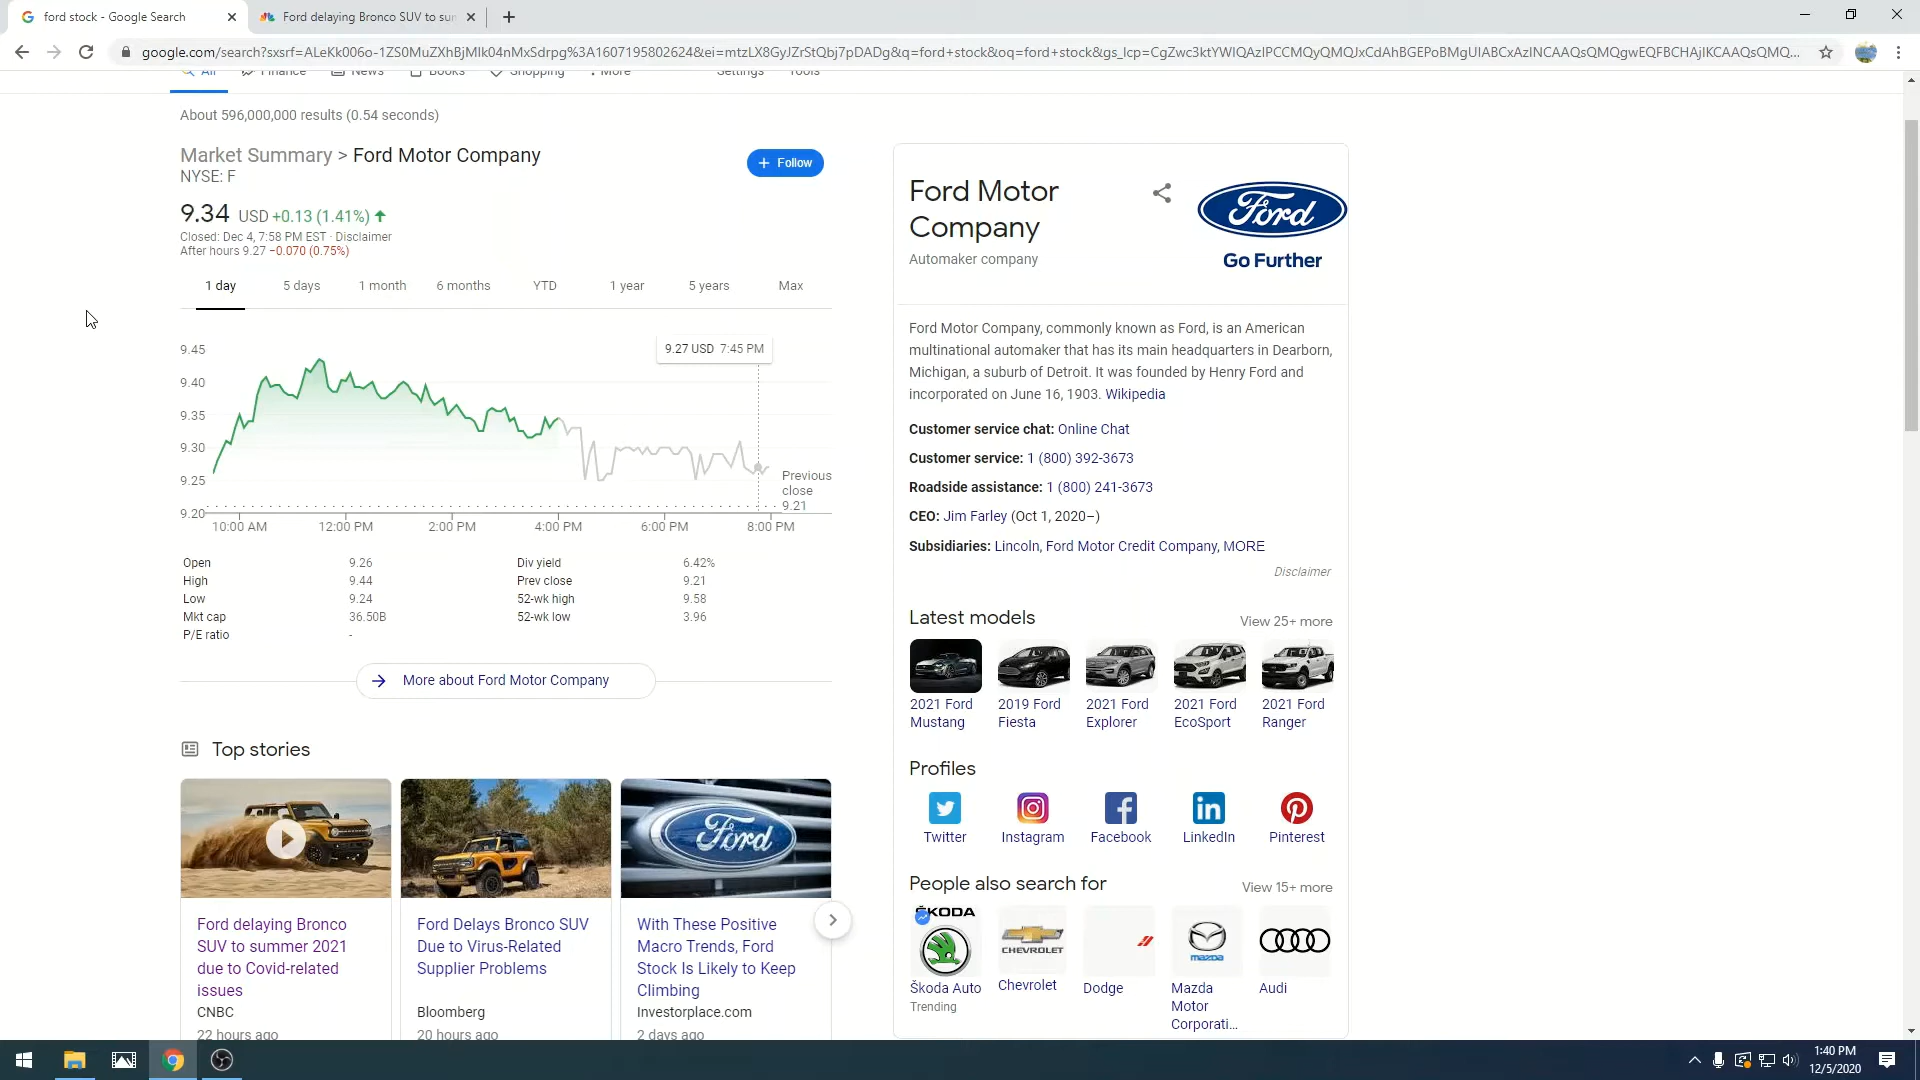 ford stock - Google Search
Ford delaying Bronco SUV to sun
google.com/search?sxsrf=ALeKk006o-1ZS0MuZXhBjMlk04nMxSdrpg%3A1607195802624&ei=mtzLX8GyJZrStQbj7pDADg&q=ford+stock&oq=ford+stock&gs_lcp=CgZwc3ktYWIQAzIPCCMQyQMQJxCdAhBGEPoBMgUIABCxAzINCAAQsQMQgwEQFBCHAjIKCAAQsQMQ...
All Finance News Books Shopping More Settings Tools
About 596,000,000 results (0.54 seconds)
Market Summary > Ford Motor Company
NYSE: F
+ Follow
9.34 USD +0.13 (1.41%)
Closed: Dec 4, 7:58 PM EST · Disclaimer
After hours 9.27 −0.070 (0.75%)
1 day 5 days 1 month 6 months YTD 1 year 5 years Max
9.27 USD 7:45 PM
9.45
9.40
9.35
9.30
9.25
9.20
Previous
close
9.21
10:00 AM 12:00 PM 2:00 PM 4:00 PM 6:00 PM 8:00 PM
Open 9.26 Div yield 6.42%
High 9.44 Prev close 9.21
Low 9.24 52-wk high 9.58
Mkt cap 36.50B 52-wk low 3.96
P/E ratio -
More about Ford Motor Company
Top stories
Ford
Ford delaying Bronco
SUV to summer 2021
due to Covid-related
issues
CNBC
22 hours ago
Ford Delays Bronco SUV
Due to Virus-Related
Supplier Problems
Bloomberg
20 hours ago
With These Positive
Macro Trends, Ford
Stock Is Likely to Keep
Climbing
Investorplace.com
2 days ago
Ford Motor
Company
Automaker company
Ford
Go Further
Ford Motor Company, commonly known as Ford, is an American
multinational automaker that has its main headquarters in Dearborn,
Michigan, a suburb of Detroit. It was founded by Henry Ford and
incorporated on June 16, 1903. Wikipedia
Customer service chat: Online Chat
Customer service: 1 (800) 392-3673
Roadside assistance: 1 (800) 241-3673
CEO: Jim Farley (Oct 1, 2020–)
Subsidiaries: Lincoln, Ford Motor Credit Company, MORE
Disclaimer
Latest models View 25+ more
2021 Ford
Mustang
2019 Ford
Fiesta
2021 Ford
Explorer
2021 Ford
EcoSport
2021 Ford
Ranger
Profiles
Twitter Instagram Facebook LinkedIn Pinterest
People also search for View 15+ more
ŠKODA
CHEVROLET
mazda
Škoda Auto
Trending
Chevrolet
Dodge
Mazda
Motor
Corporati...
Audi
1:40 PM
12/5/2020